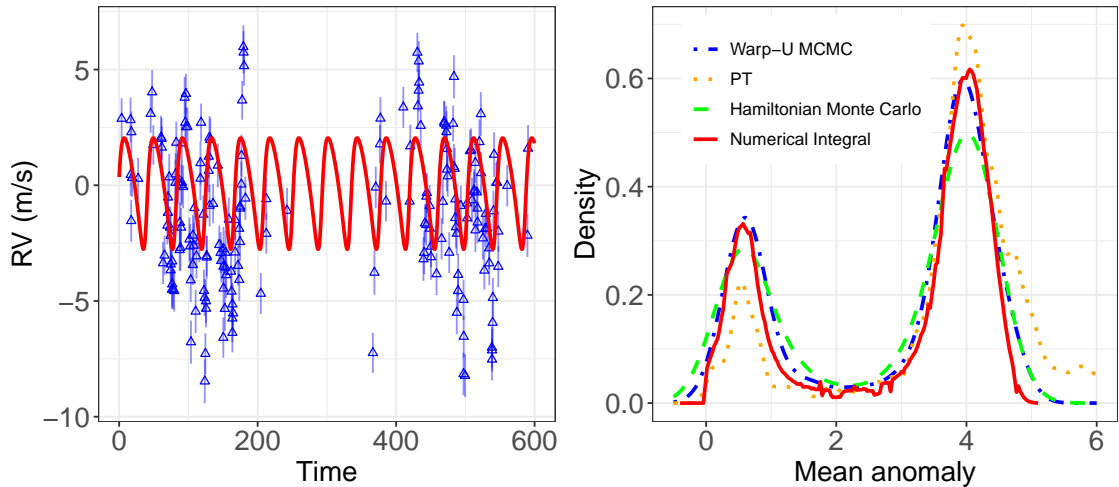 RV (m/s)
5
0
−5
−10
0
200
400
600
Time
Density
0.6
0.4
0.2
0.0
Warp−U MCMC
PT
Hamiltonian Monte Carlo
Numerical Integral
0
2
4
6
Mean anomaly